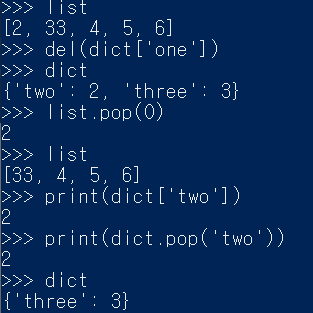 >>> list
[2, 33, 4, 5, 6]
>>> del(dict['one'])
>>> dict
{'two': 2, 'three': 3}
>>> list.pop(0)
2
>>> list
[33, 4, 5, 6]
>>> print(dict['two'])
2
>>> print(dict.pop('two'))
2
>>> dict
{'three': 3}